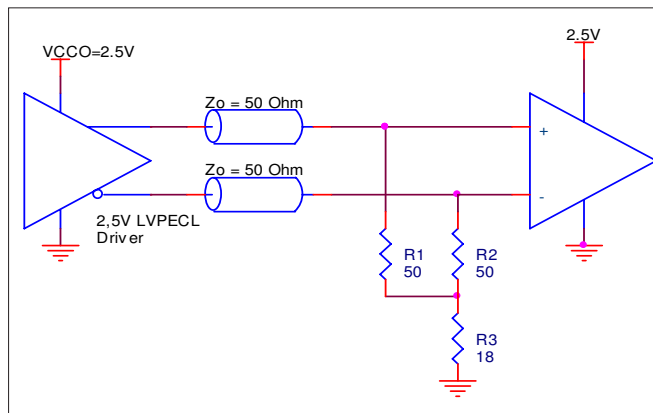 VCCO=2.5V
2.5V
Zo = 50 Ohm
+
Zo = 50 Ohm
-
2,5V LVPECL
Driver
R1
50
R2
50
R3
18